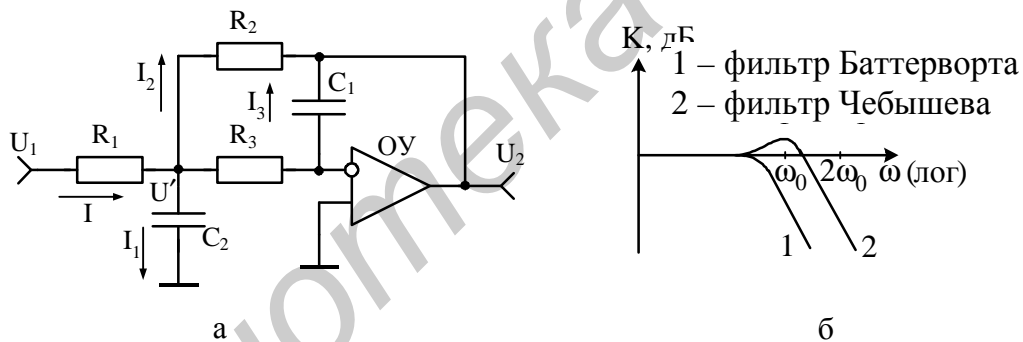 R₂
I₂
C₁
I₃
R₁
R₃
ОУ
U₁
U₂
U′
I
I₁
C₂
а
K, дБ
1 – фильтр Баттерворта
2 – фильтр Чебышева
ω₀ 2ω₀ ω (лог)
1 2
б